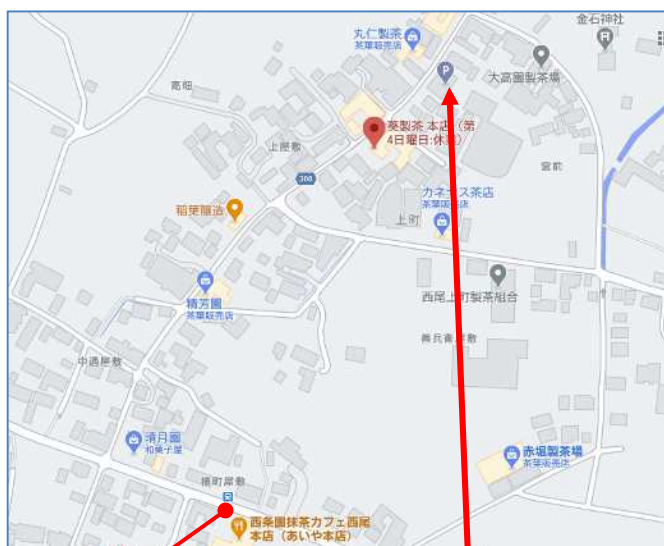 金石神社
丸仁製茶
茶葉販売店
P
大高園製茶場
高畑
葵製茶 本店（第
4日曜日:休業）
上屋敷
宮前
308
カネナス茶店
茶葉販売店
稲葉醸造
上町
精芳園
茶葉販売店
西尾上町製茶組合
善兵衛屋敷
中通屋敷
清月園
和菓子屋
赤堀製茶場
茶葉販売店
横町屋敷
西条園抹茶カフェ西尾
本店（あいや本店）